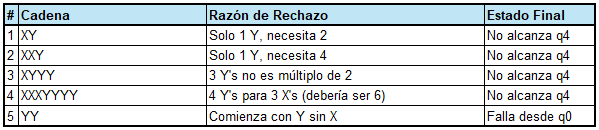 # Cadena Razón de Rechazo Estado Final
1 XY Solo 1 Y, necesita 2 No alcanza q4
2 XXY Solo 1 Y, necesita 4 No alcanza q4
3 XYYY 3 Y's no es múltiplo de 2 No alcanza q4
4 XXXYYYY 4 Y's para 3 X's (debería ser 6) No alcanza q4
5 YY Comienza con Y sin X Falla desde q0